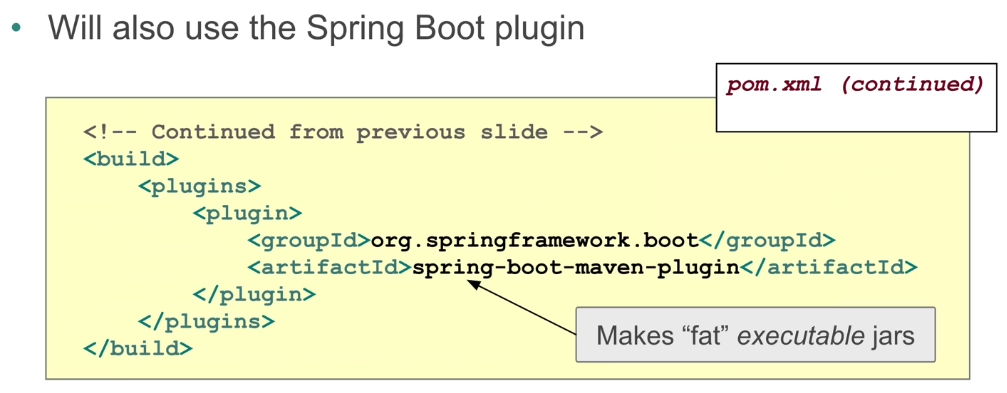 • Will also use the Spring Boot plugin
pom.xml (continued)
<!-- Continued from previous slide -->
<build>
    <plugins>
        <plugin>
            <groupId>org.springframework.boot</groupId>
            <artifactId>spring-boot-maven-plugin</artifactId>
        </plugin>
    </plugins>
</build>
Makes “fat” executable jars